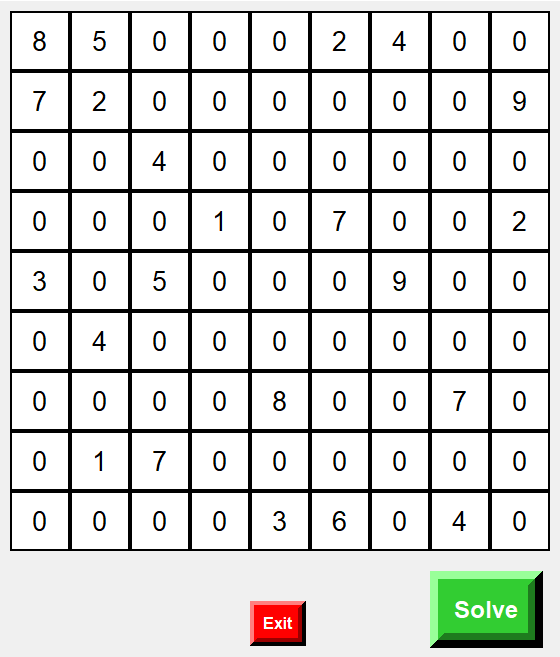 8 5 0 0 0 2 4 0 0
7 2 0 0 0 0 0 0 9
0 0 4 0 0 0 0 0 0
0 0 0 1 0 7 0 0 2
3 0 5 0 0 0 9 0 0
0 4 0 0 0 0 0 0 0
0 0 0 0 8 0 0 7 0
0 1 7 0 0 0 0 0 0
0 0 0 0 3 6 0 4 0
Solve
Exit